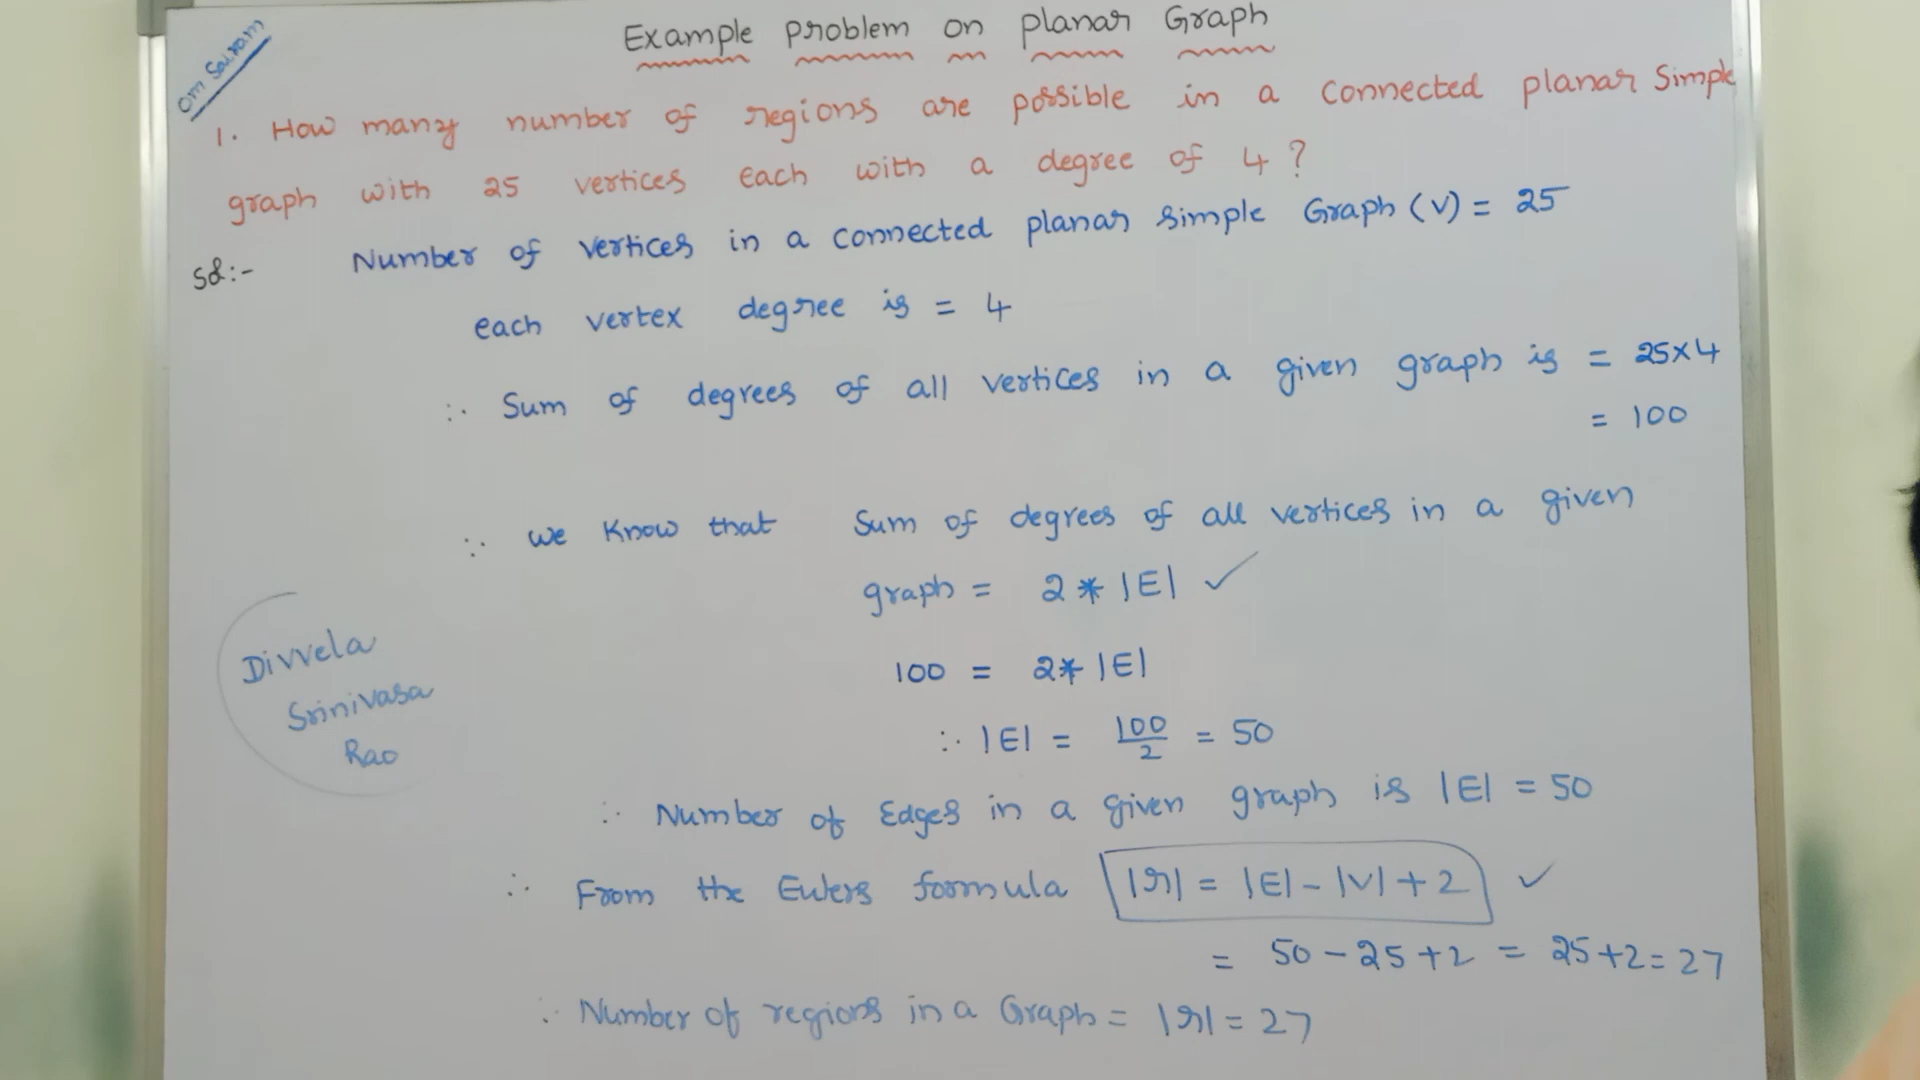 Om Sairam
Example problem on planar Graph
1. How many number of regions are possible in a connected planar Simple
graph with 25 vertices each with a degree of 4 ?
Sol:- Number of vertices in a connected planar simple Graph (V) = 25
each vertex degree is = 4
∴ Sum of degrees of all vertices in a given graph is = 25×4
= 100
∴ we know that Sum of degrees of all vertices in a given
graph = 2 * |E| ✓
100 = 2* |E|
∴ |E| = 100/2 = 50
Divvela
Srinivasa
Rao
∴ Number of Edges in a given graph is |E| = 50
∴ From the Eulers formula |r| = |E| - |V| + 2 ✓
= 50 - 25 + 2 = 25+2 = 27
∴ Number of regions in a Graph = |r| = 27